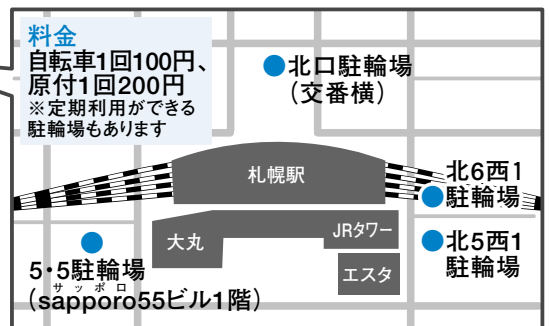 料金
自転車1回100円、
原付1回200円
※定期利用ができる
駐輪場もあります
北口駐輪場
(交番横)
札幌駅
北6西1
駐輪場
大丸
JRタワー
エスタ
北5西1
駐輪場
5・5駐輪場
サッポロ
(sapporo55ビル1階)